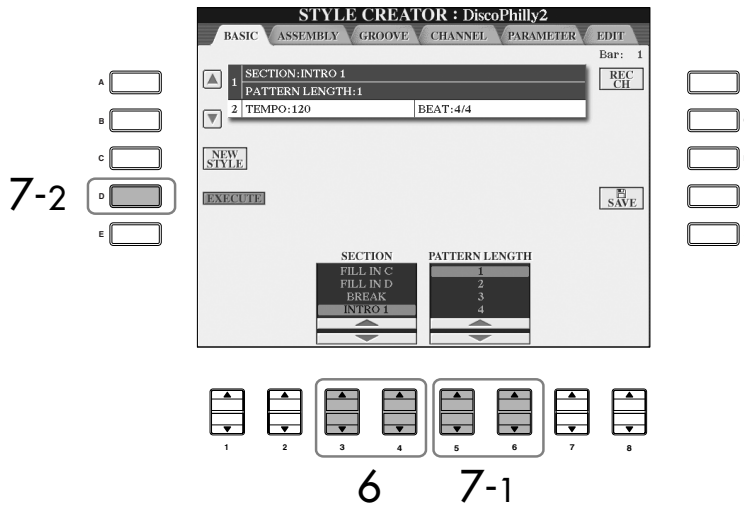 STYLE CREATOR : DiscoPhilly2
BASIC ASSEMBLY GROOVE CHANNEL PARAMETER EDIT
Bar: 1
1 SECTION:INTRO 1
PATTERN LENGTH:1
REC CH
2 TEMPO:120 BEAT:4/4
NEW STYLE
EXECUTE
SAVE
A
B
C
7-2 D
E
SECTION PATTERN LENGTH
FILL IN C 1
FILL IN D 2
BREAK 3
INTRO 1 4
1 2 3 4 5 6 7 8
6 7-1